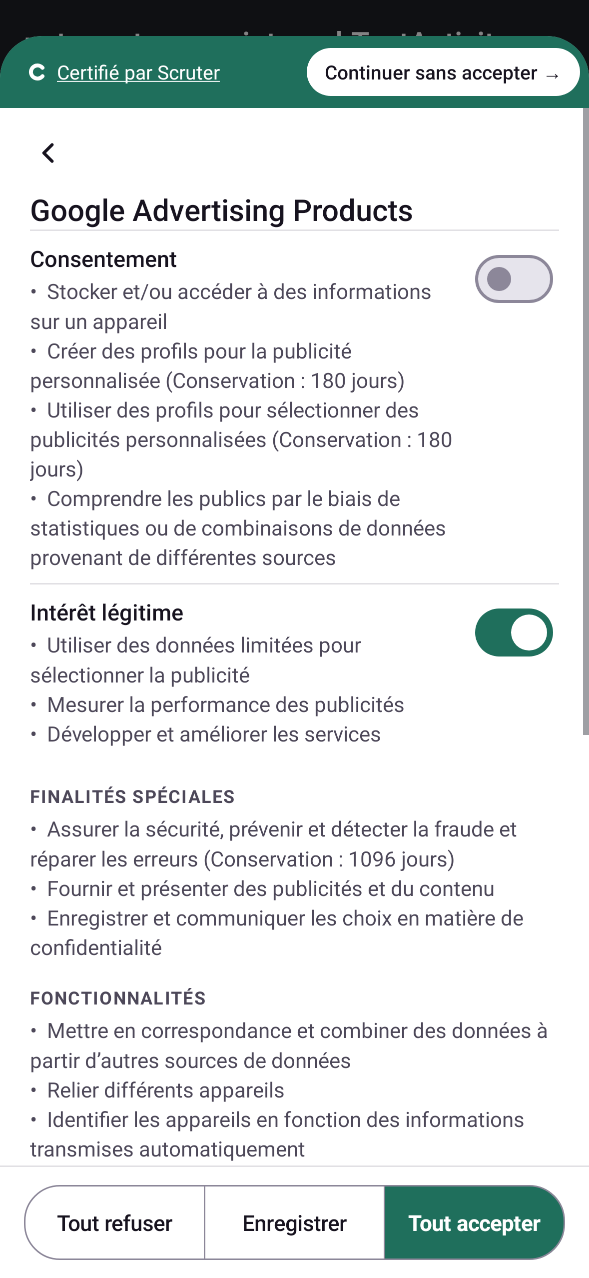 Certifié par Scruter
Continuer sans accepter →
Google Advertising Products
Consentement
• Stocker et/ou accéder à des informations
sur un appareil
• Créer des profils pour la publicité
personnalisée (Conservation : 180 jours)
• Utiliser des profils pour sélectionner des
publicités personnalisées (Conservation : 180
jours)
• Comprendre les publics par le biais de
statistiques ou de combinaisons de données
provenant de différentes sources
Intérêt légitime
• Utiliser des données limitées pour
sélectionner la publicité
• Mesurer la performance des publicités
• Développer et améliorer les services
FINALITÉS SPÉCIALES
• Assurer la sécurité, prévenir et détecter la fraude et
réparer les erreurs (Conservation : 1096 jours)
• Fournir et présenter des publicités et du contenu
• Enregistrer et communiquer les choix en matière de
confidentialité
FONCTIONNALITÉS
• Mettre en correspondance et combiner des données à
partir d’autres sources de données
• Relier différents appareils
• Identifier les appareils en fonction des informations
transmises automatiquement
Tout refuser
Enregistrer
Tout accepter